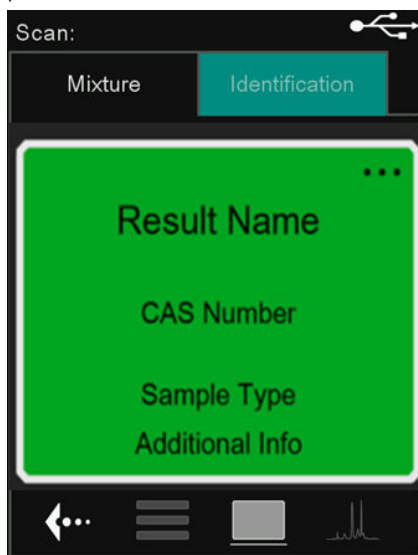 Scan:
Mixture
Identification
Result Name
CAS Number
Sample Type
Additional Info